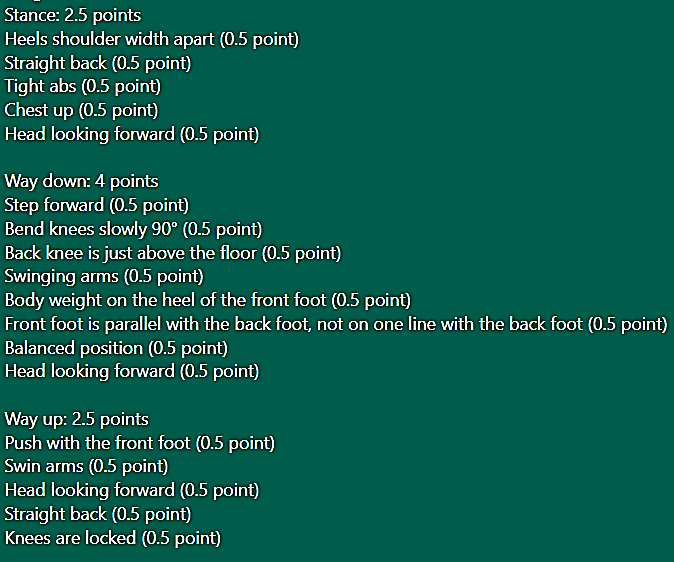 Stance: 2.5 points
Heels shoulder width apart (0.5 point)
Straight back (0.5 point)
Tight abs (0.5 point)
Chest up (0.5 point)
Head looking forward (0.5 point)
Way down: 4 points
Step forward (0.5 point)
Bend knees slowly 90° (0.5 point)
Back knee is just above the floor (0.5 point)
Swinging arms (0.5 point)
Body weight on the heel of the front foot (0.5 point)
Front foot is parallel with the back foot, not on one line with the back foot (0.5 point)
Balanced position (0.5 point)
Head looking forward (0.5 point)
Way up: 2.5 points
Push with the front foot (0.5 point)
Swin arms (0.5 point)
Head looking forward (0.5 point)
Straight back (0.5 point)
Knees are locked (0.5 point)